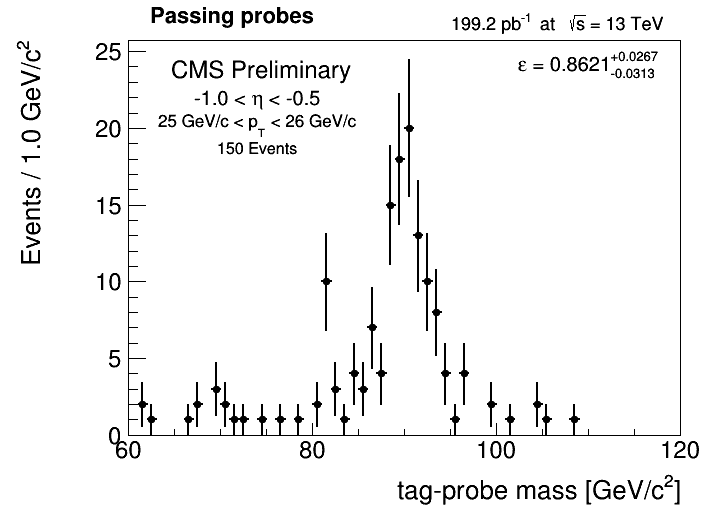 Passing probes
199.2 pb-1 at √s = 13 TeV
Events / 1.0 GeV/c2
25
20
15
10
5
0
CMS Preliminary
-1.0 < η < -0.5
25 GeV/c < pT < 26 GeV/c
150 Events
ε = 0.8621+0.0267-0.0313
60 80 100 120
tag-probe mass [GeV/c2]